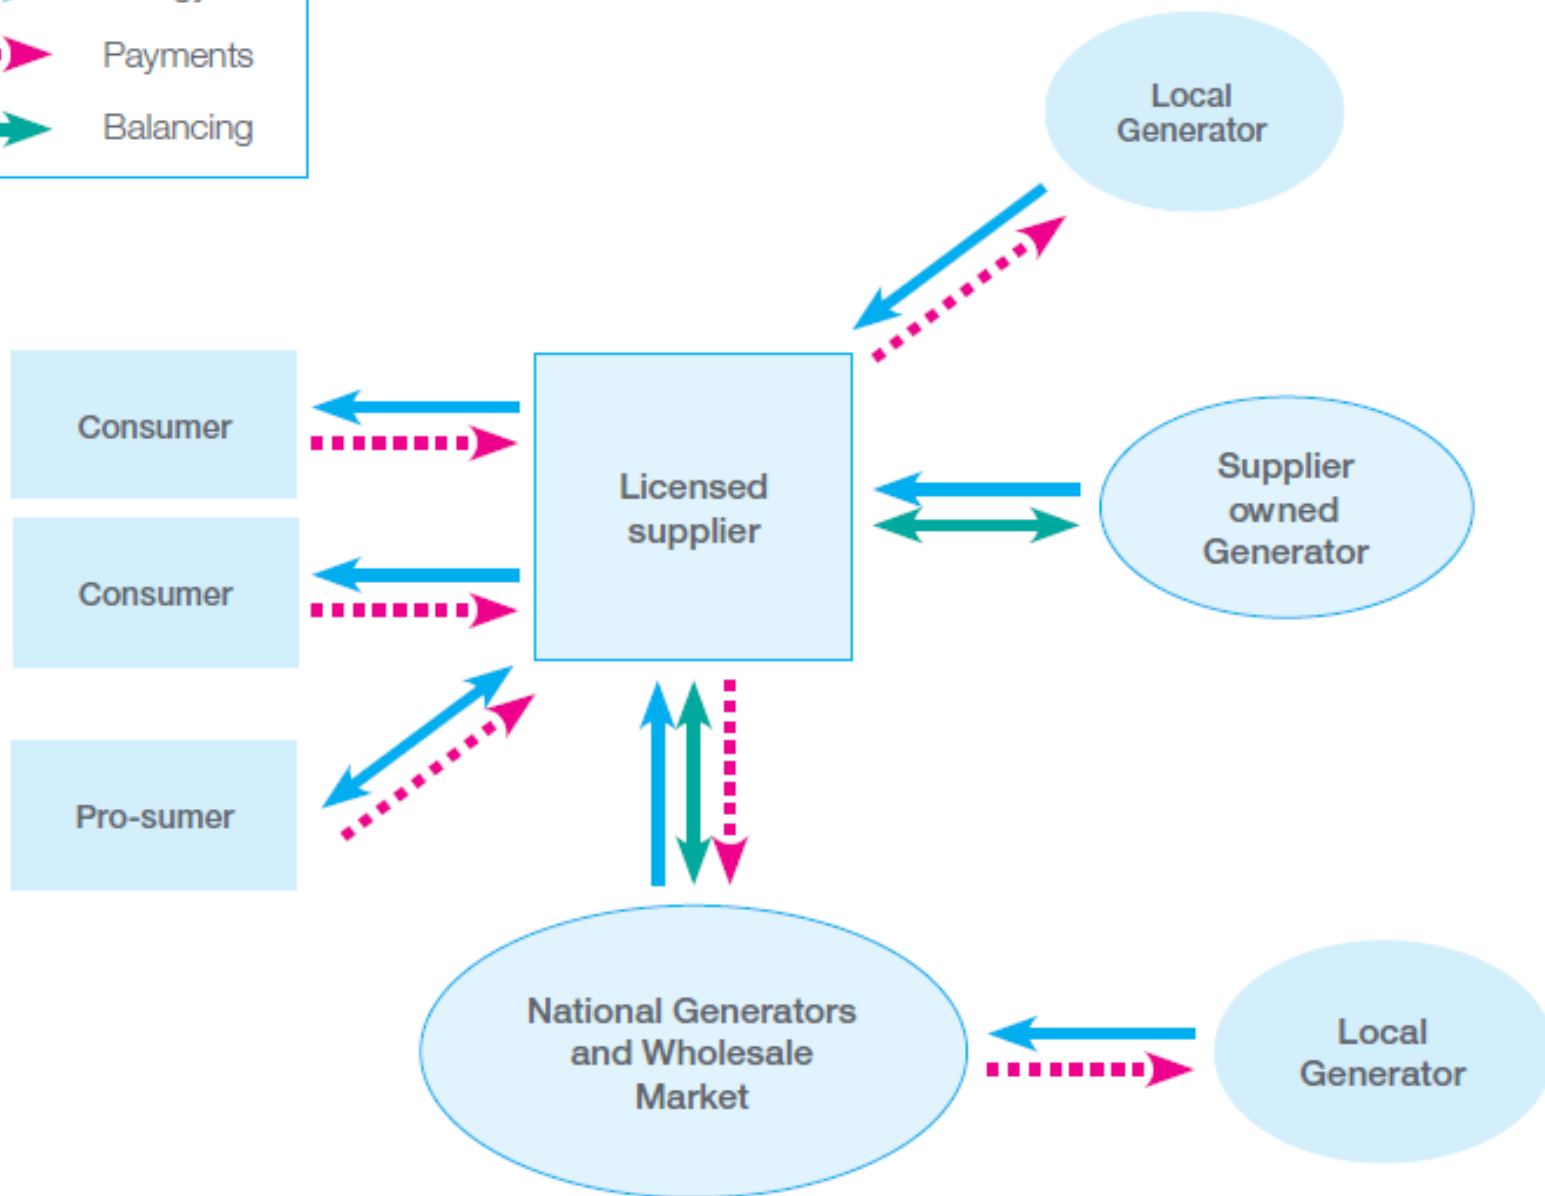 Payments
Balancing
Local
Generator
Consumer
Licensed
supplier
Supplier
owned
Generator
Consumer
Pro-sumer
National Generators
and Wholesale
Market
Local
Generator